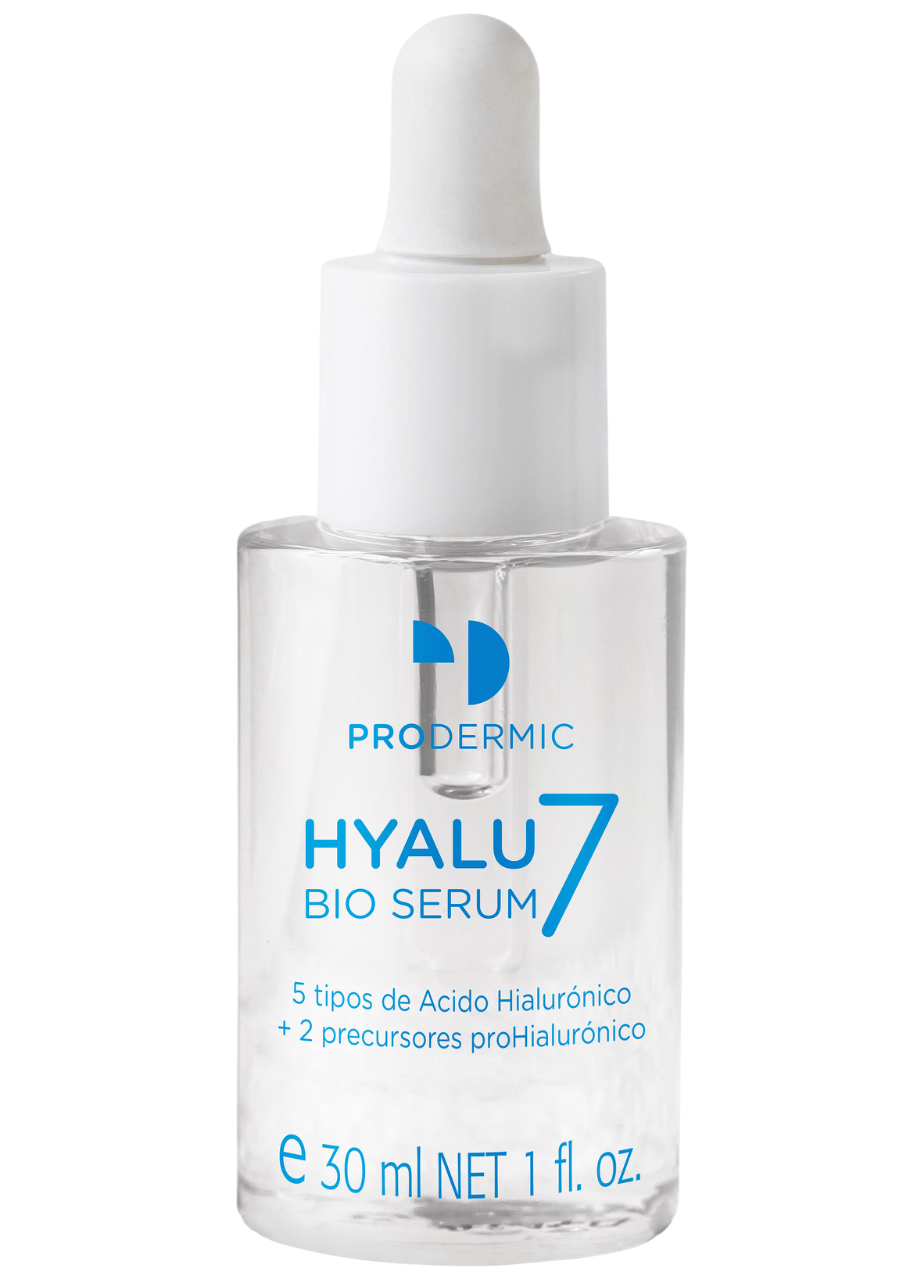 PRODERMIC
HYALU 7
BIO SERUM
5 tipos de Acido Hialurónico
+ 2 precursores proHialurónico
℮ 30 ml NET 1 fl. oz.